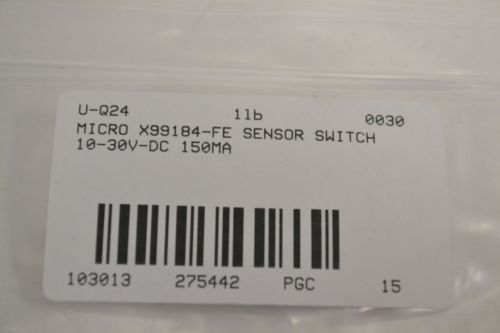 U-Q24 1lb 0030
MICRO X99184-FE SENSOR SWITCH
10-30V-DC 150MA
103013 275442 PGC 15